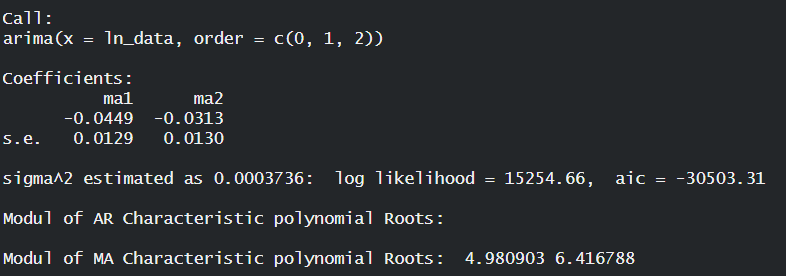 Call:
arima(x = ln_data, order = c(0, 1, 2))
Coefficients:
ma1 ma2
-0.0449 -0.0313
s.e. 0.0129 0.0130
sigma^2 estimated as 0.0003736: log likelihood = 15254.66, aic = -30503.31
Modul of AR Characteristic polynomial Roots:
Modul of MA Characteristic polynomial Roots: 4.980903 6.416788